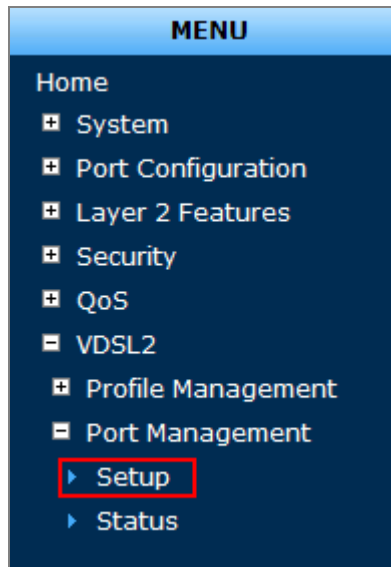 MENU
Home
System
Port Configuration
Layer 2 Features
Security
QoS
VDSL2
Profile Management
Port Management
Setup
Status